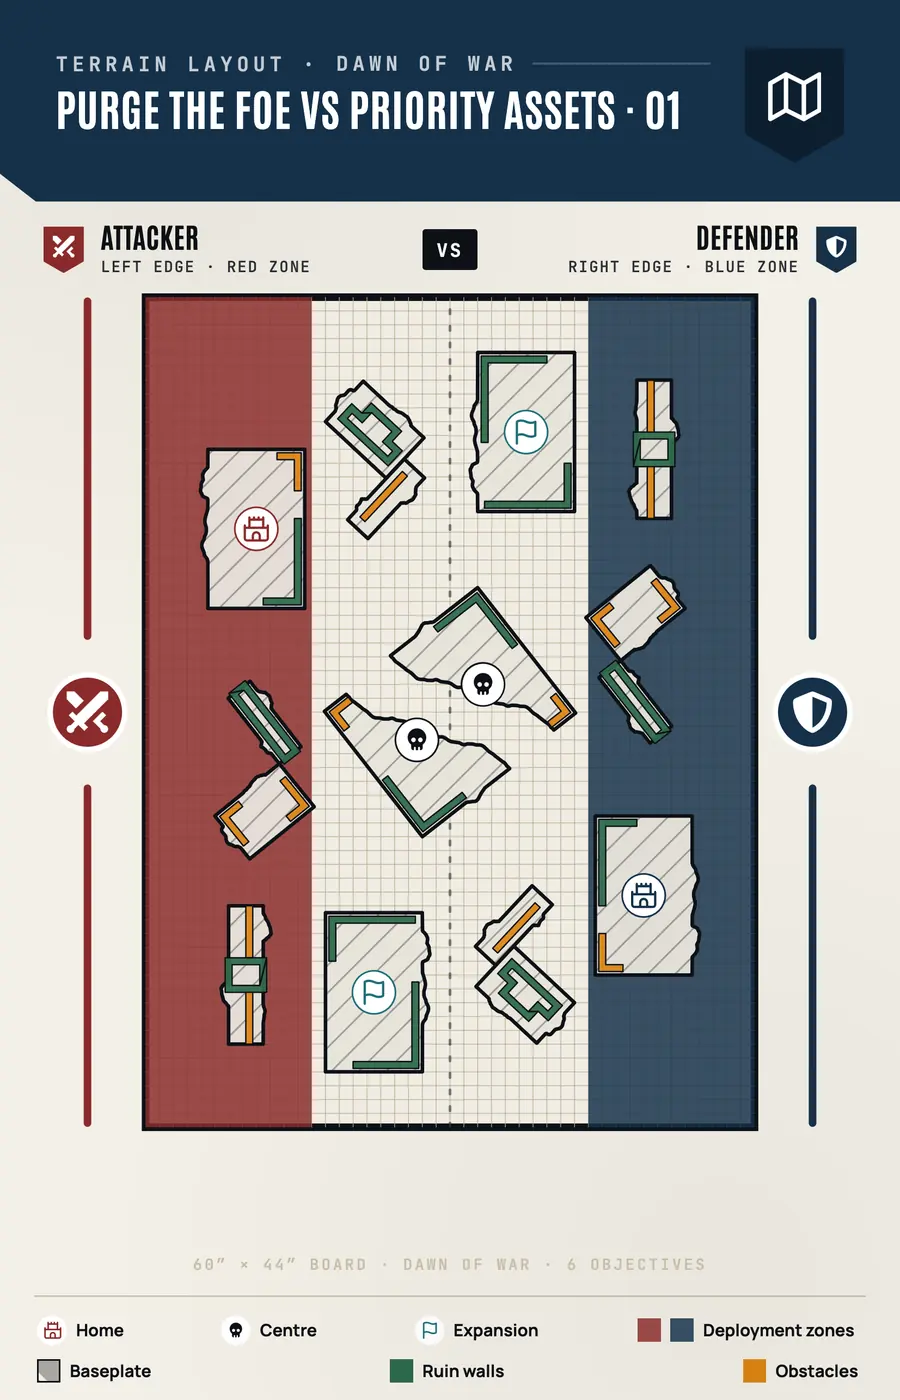 TERRAIN LAYOUT · DAWN OF WAR
PURGE THE FOE VS PRIORITY ASSETS · 01
ATTACKER
LEFT EDGE · RED ZONE
VS
DEFENDER
RIGHT EDGE · BLUE ZONE
60″ × 44″ BOARD · DAWN OF WAR · 6 OBJECTIVES
Home
Centre
Expansion
Deployment zones
Baseplate
Ruin walls
Obstacles